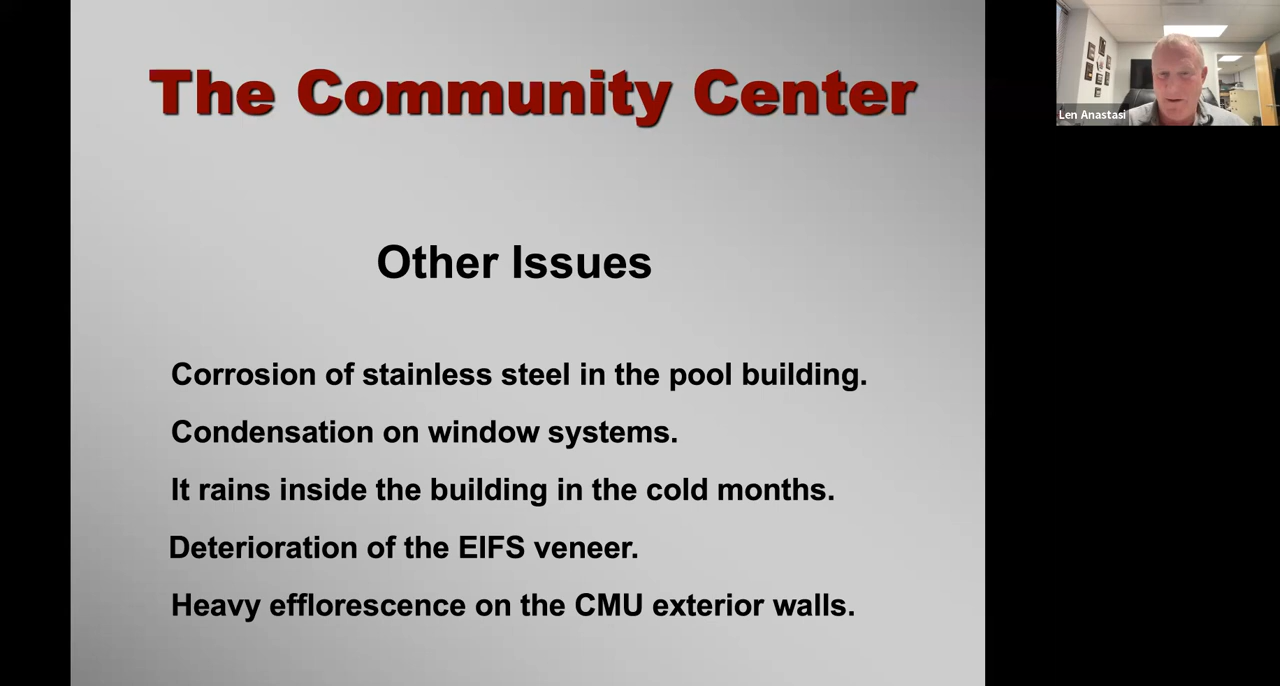 The Community Center
Len Anastasi
Other Issues
Corrosion of stainless steel in the pool building.
Condensation on window systems.
It rains inside the building in the cold months.
Deterioration of the EIFS veneer.
Heavy efflorescence on the CMU exterior walls.